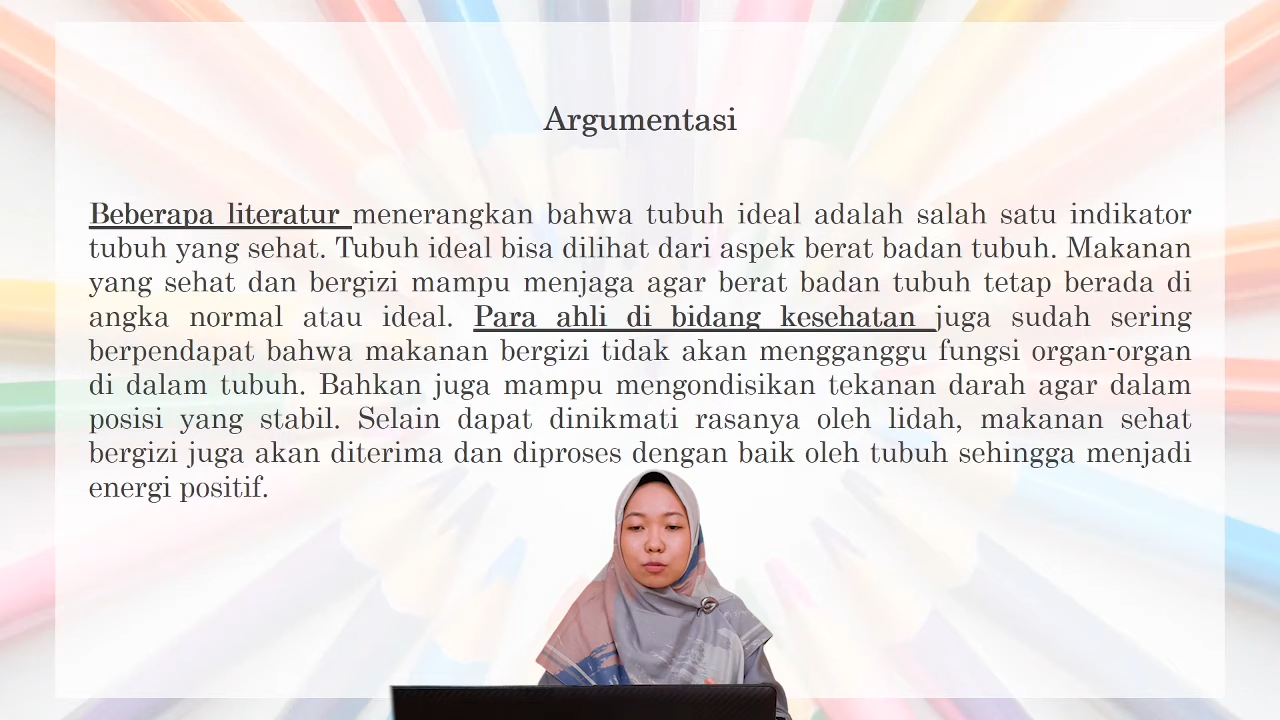 Argumentasi
Beberapa literatur menerangkan bahwa tubuh ideal adalah salah satu indikator
tubuh yang sehat. Tubuh ideal bisa dilihat dari aspek berat badan tubuh. Makanan
yang sehat dan bergizi mampu menjaga agar berat badan tubuh tetap berada di
angka normal atau ideal. Para ahli di bidang kesehatan juga sudah sering
berpendapat bahwa makanan bergizi tidak akan mengganggu fungsi organ-organ
di dalam tubuh. Bahkan juga mampu mengondisikan tekanan darah agar dalam
posisi yang stabil. Selain dapat dinikmati rasanya oleh lidah, makanan sehat
bergizi juga akan diterima dan diproses dengan baik oleh tubuh sehingga menjadi
energi positif.